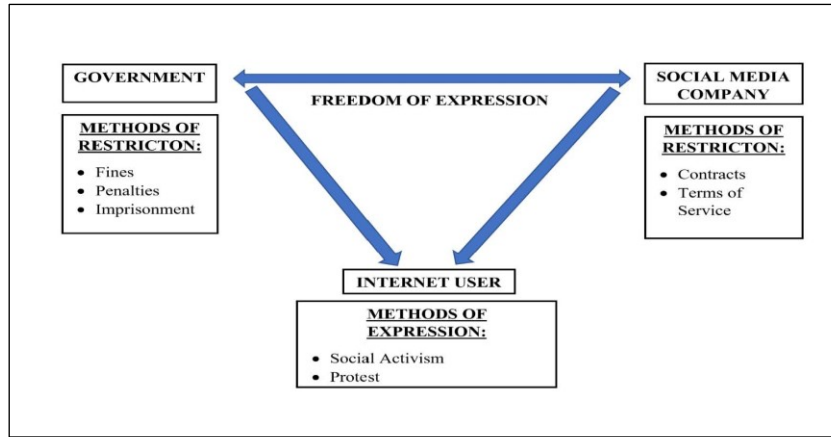 GOVERNMENT
FREEDOM OF EXPRESSION
SOCIAL MEDIA
COMPANY
METHODS OF
RESTRICTION:
• Fines
• Penalties
• Imprisonment
METHODS OF
RESTRICTON:
• Contracts
• Terms of
Service
INTERNET USER
METHODS OF
EXPRESSION:
• Social Activism
• Protest